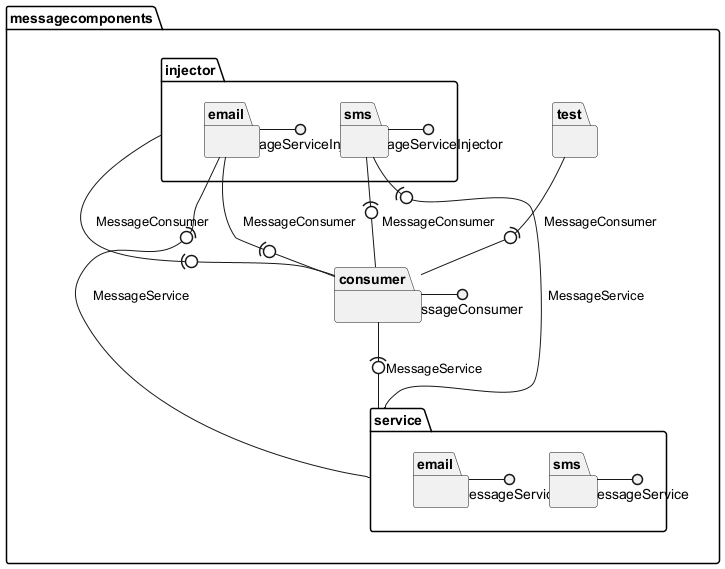 messagecomponents
injector
email
sms
test
ageServiceIn
ageServiceInjector
MessageConsumer
MessageConsumer
MessageConsumer
MessageConsumer
consumer
MessageService
ssageConsumer
MessageService
MessageService
service
email
sms
essageServic
essageService